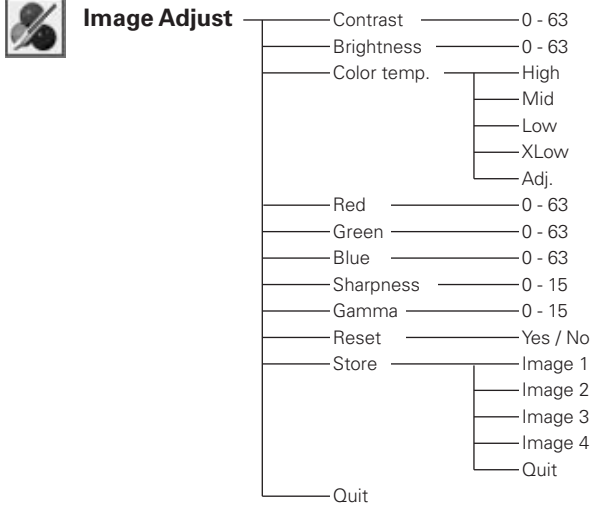 Image Adjust Contrast 0 - 63
Brightness 0 - 63
Color temp. High
Mid
Low
XLow
Adj.
Red 0 - 63
Green 0 - 63
Blue 0 - 63
Sharpness 0 - 15
Gamma 0 - 15
Reset Yes / No
Store Image 1
Image 2
Image 3
Image 4
Quit
Quit